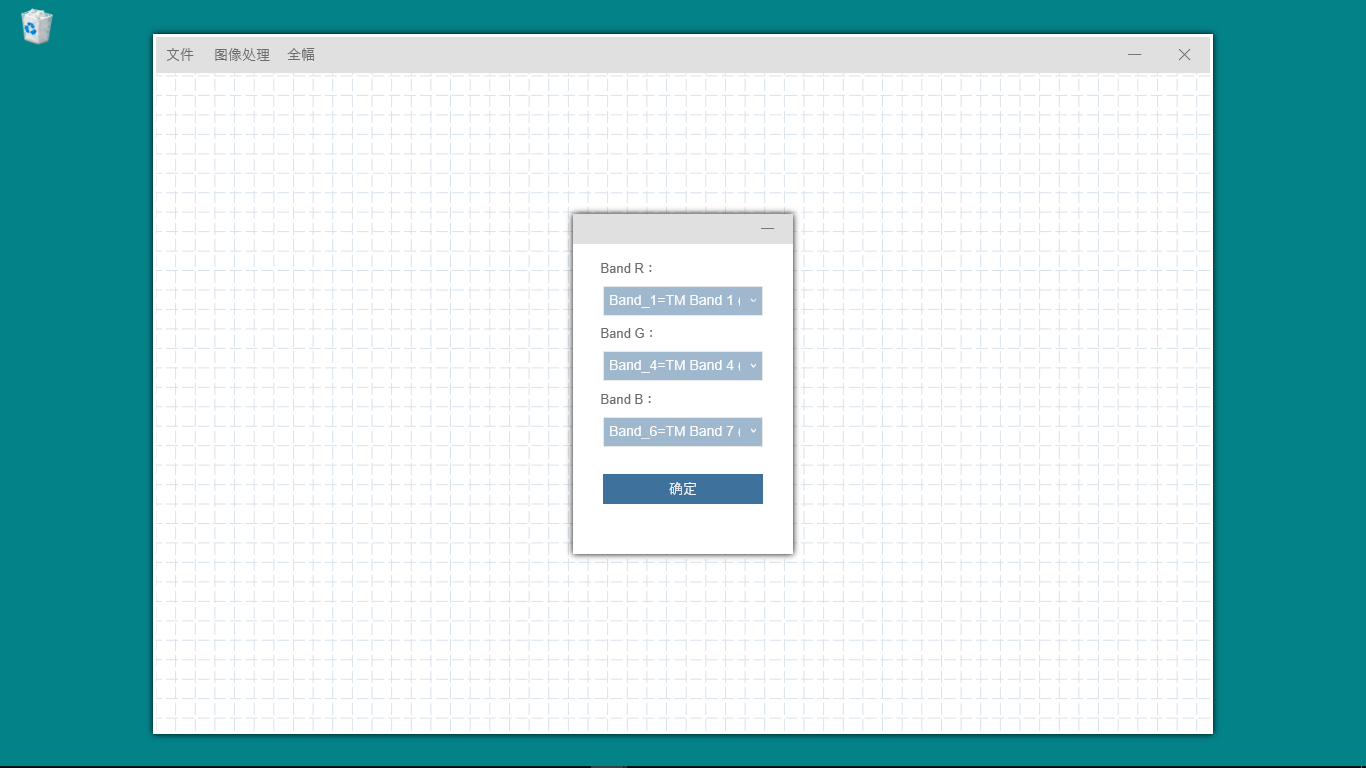 文件 图像处理 全幅
Band R：
Band_1=TM Band 1 (
Band G：
Band_4=TM Band 4 (
Band B：
Band_6=TM Band 7 (
确定